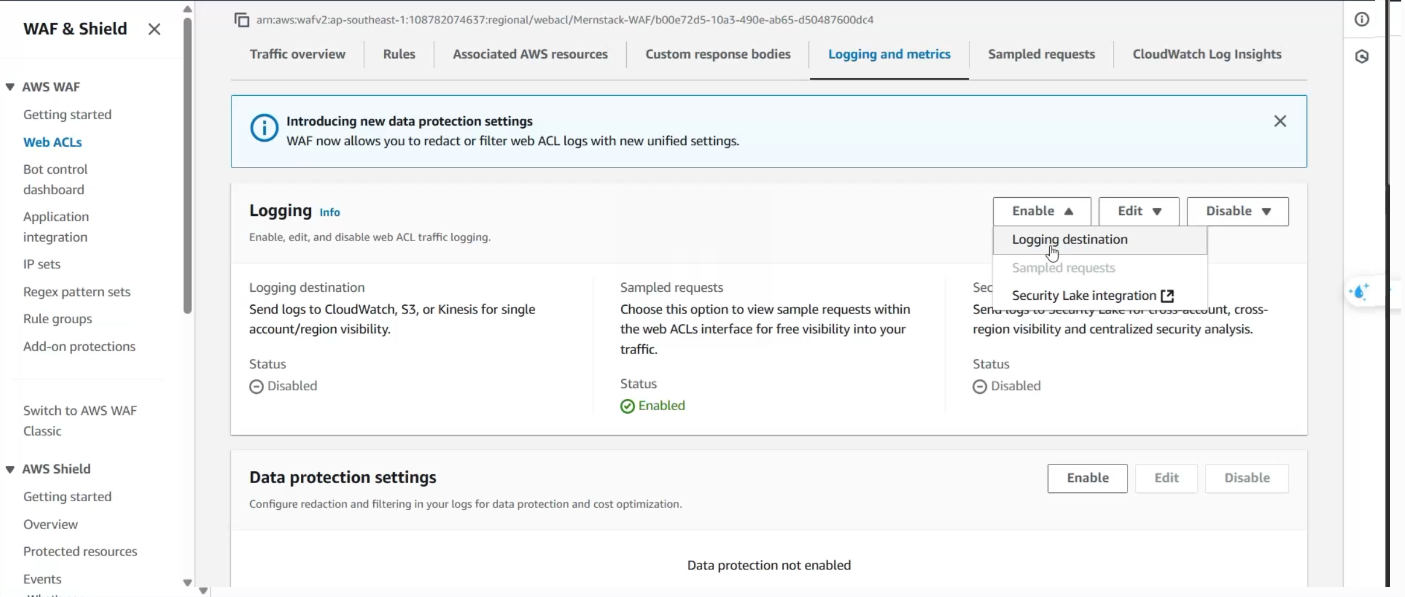 WAF & Shield
AWS WAF
Getting started
Web ACLs
Bot control
dashboard
Application
integration
IP sets
Regex pattern sets
Rule groups
Add-on protections
Switch to AWS WAF
Classic
AWS Shield
Getting started
Overview
Protected resources
Events
arn:aws:wafv2:ap-southeast-1:108782074637:regional/webacl/Mernstack-WAF/b00e72d5-10a3-490e-ab65-d50487600dc4
Traffic overview
Rules
Associated AWS resources
Custom response bodies
Logging and metrics
Sampled requests
CloudWatch Log Insights
Introducing new data protection settings
WAF now allows you to redact or filter web ACL logs with new unified settings.
Logging Info
Enable, edit, and disable web ACL traffic logging.
Enable
Edit
Disable
Logging destination
Sampled requests
Security Lake integration
Logging destination
Send logs to CloudWatch, S3, or Kinesis for single
account/region visibility.
Status
Disabled
Sampled requests
Choose this option to view sample requests within
the web ACLs interface for free visibility into your
traffic.
Status
Enabled
Send logs to Security Lake for cross-account, cross-
region visibility and centralized security analysis.
Status
Disabled
Data protection settings
Configure redaction and filtering in your logs for data protection and cost optimization.
Enable
Edit
Disable
Data protection not enabled